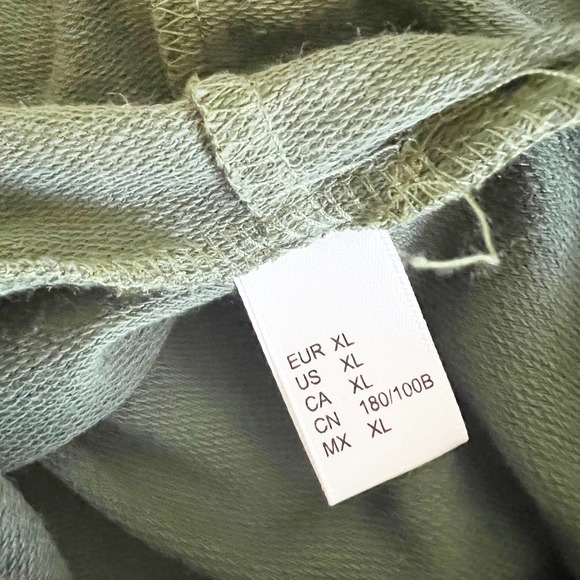 EUR XL
US XL
CA XL
CN 180/100B
MX XL